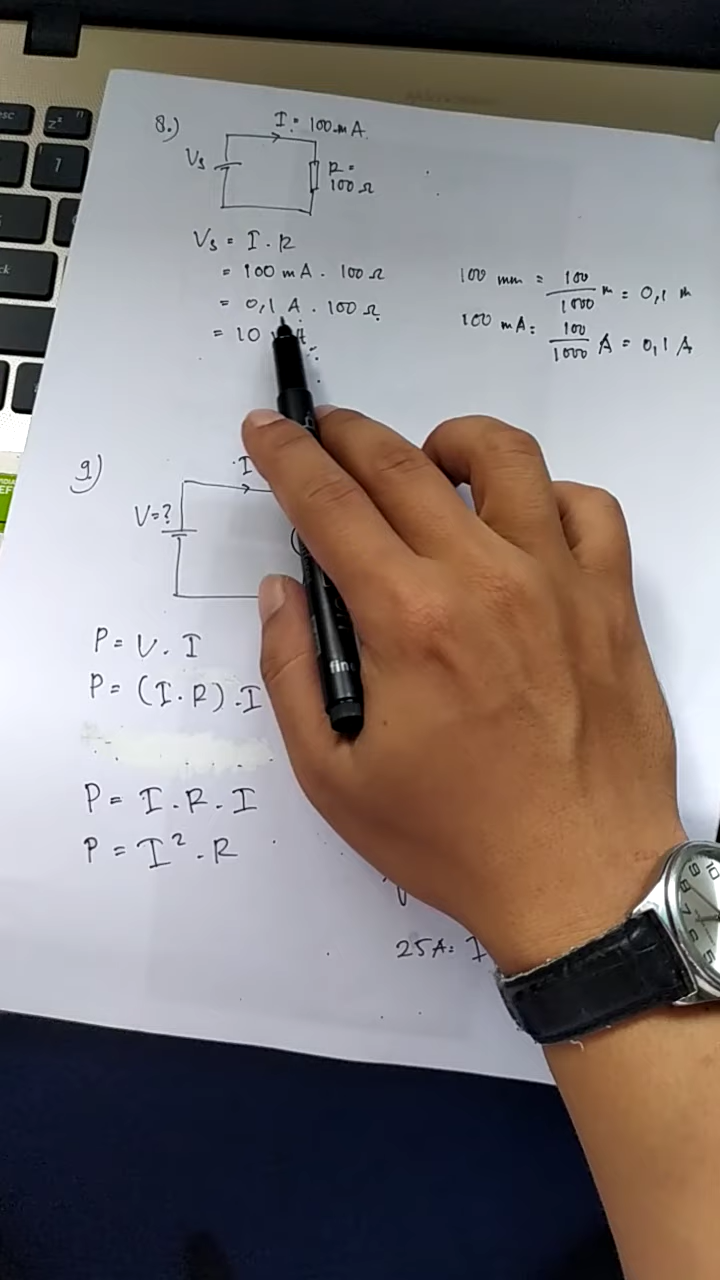 8.)
I = 100 mA
Vs
R =
100 Ω
Vs = I . R
= 100 mA . 100 Ω
= 0,1 A . 100 Ω
= 10
100 mm = 100/1000 m = 0,1 m
100 mA = 100/1000 A = 0,1 A
9)
I
V=?
P = V . I
P = (I . R) . I
P = I . R . I
P = I² . R
25A = I
fine